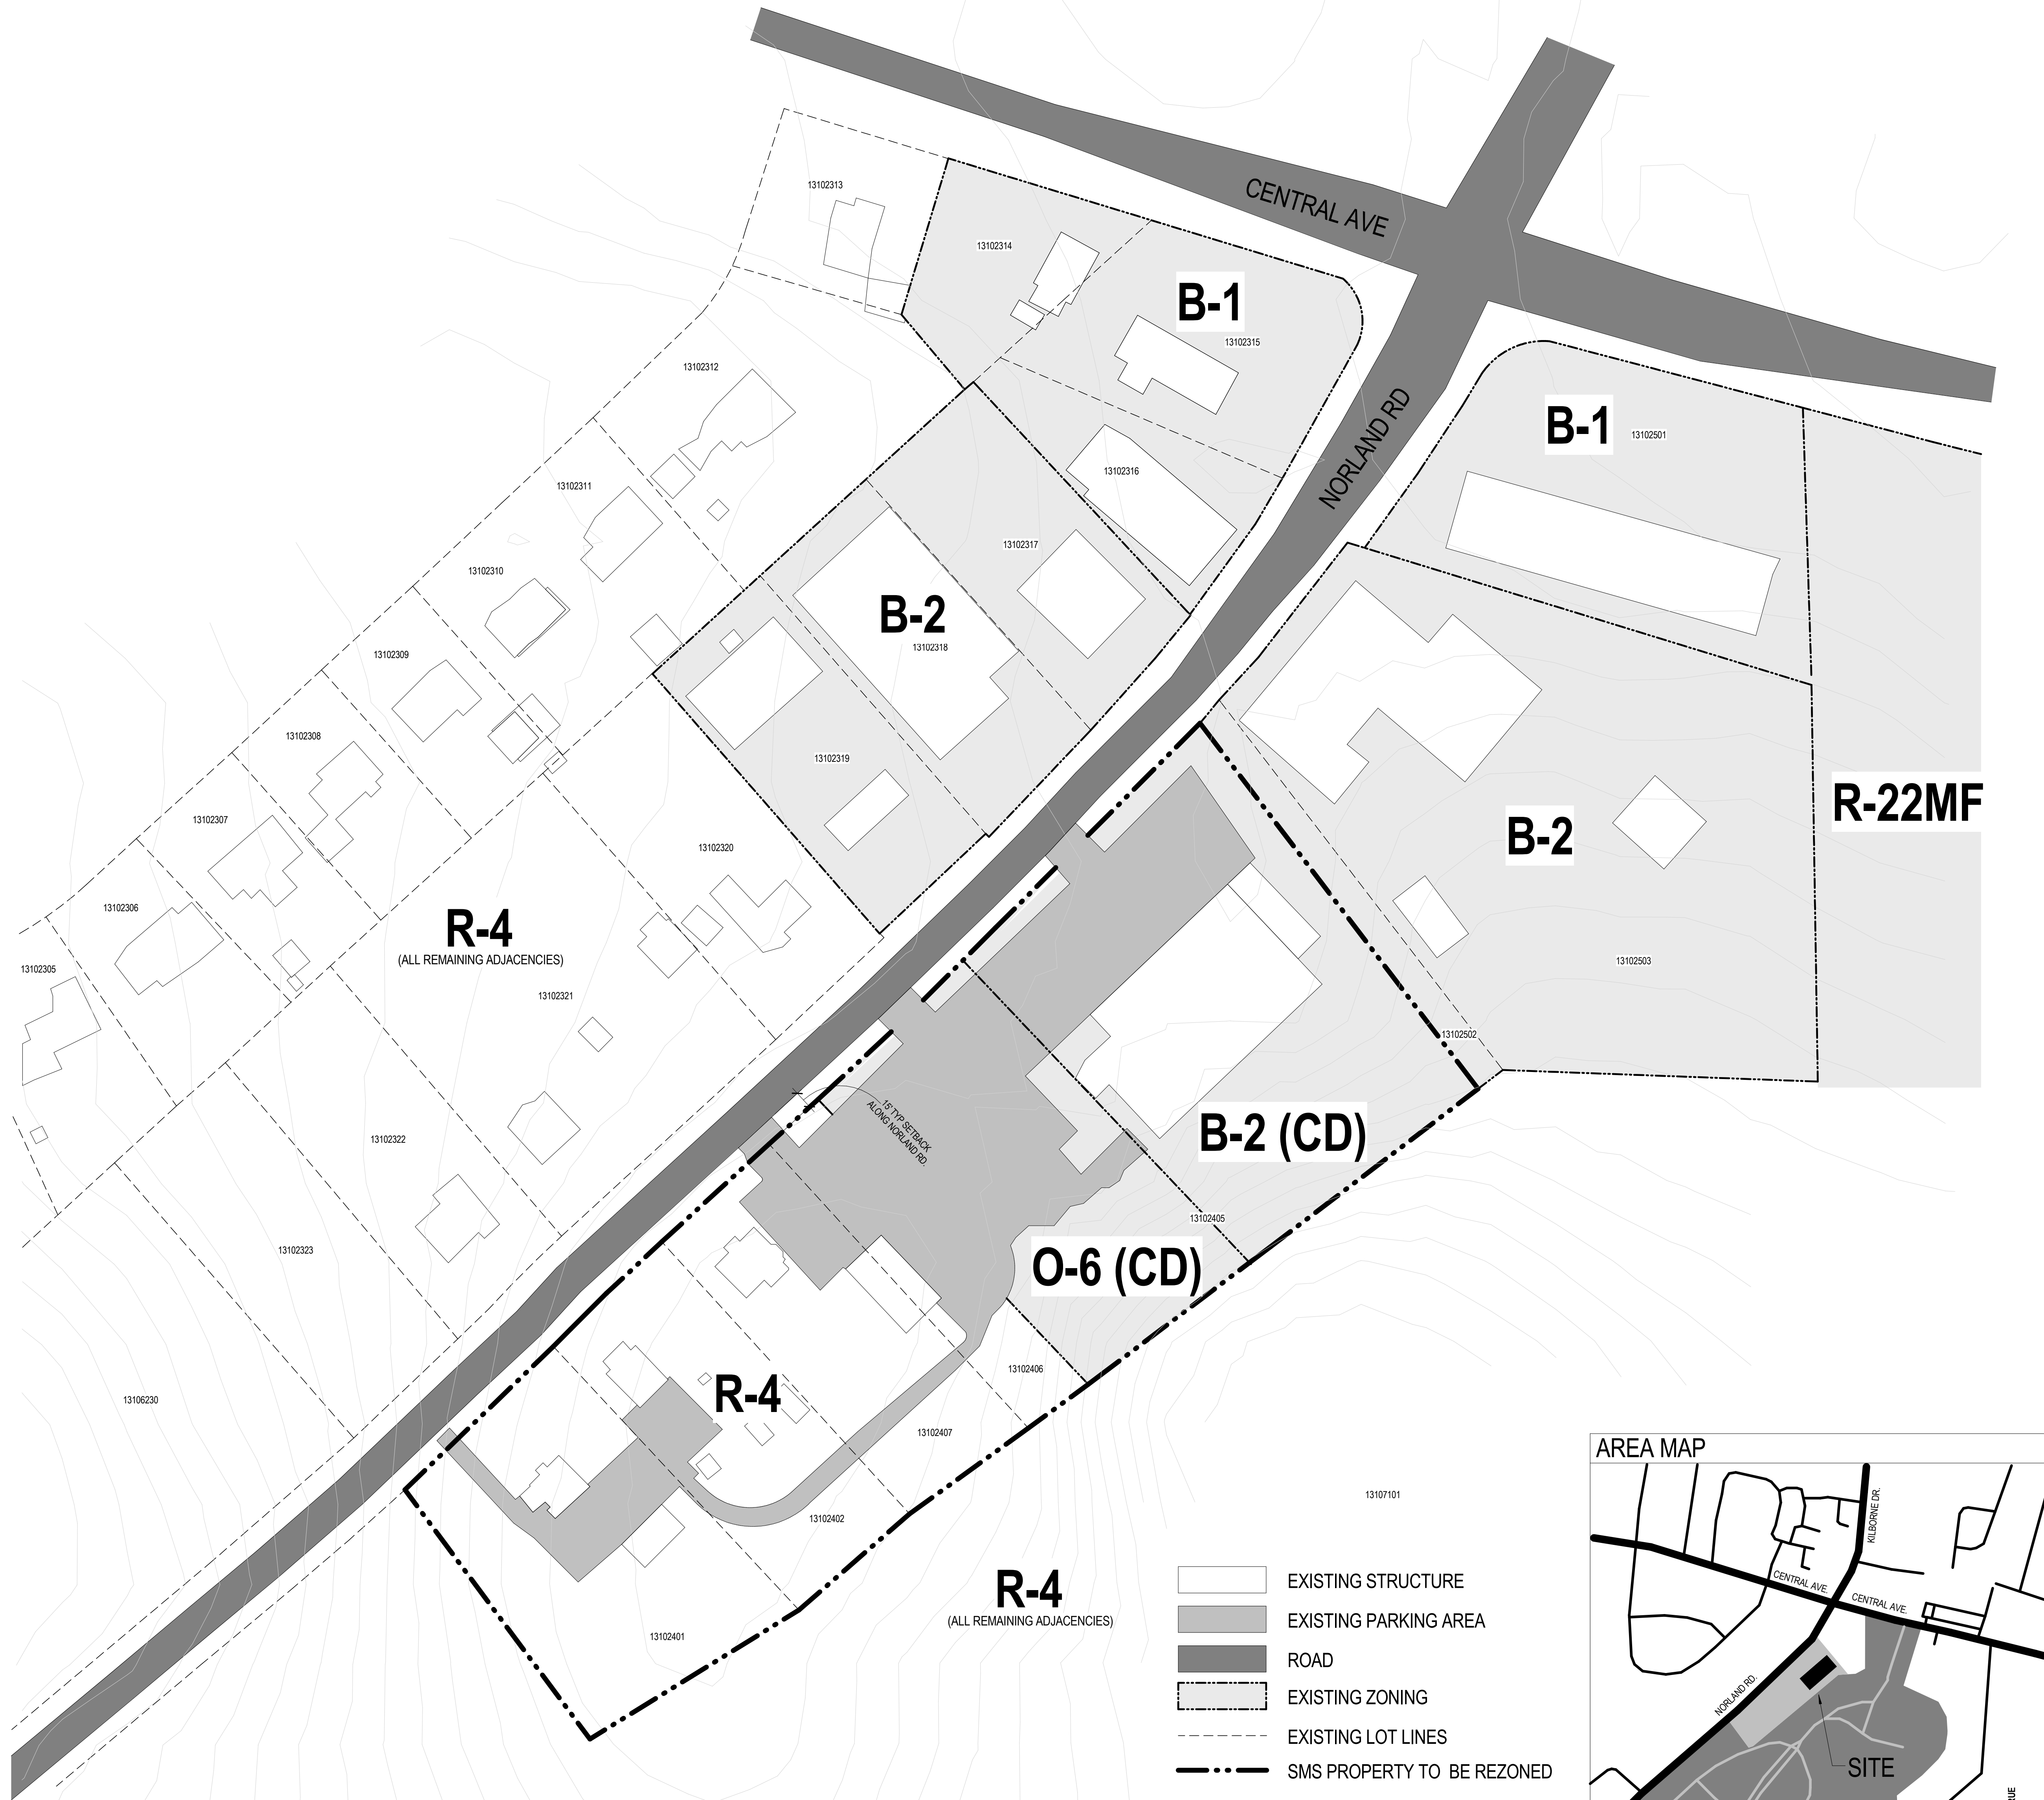 CENTRAL AVE
13102313
13102314
B-1
13102315
13102312
NORLAND RD
B-1
13102501
13102316
13102311
13102317
13102310
B-2
13102318
13102309
13102308
13102319
R-22MF
13102307
B-2
13102320
13102306
R-4
(ALL REMAINING ADJACENCIES)
13102305
13102503
13102321
13102502
15' TYP SETBACK
ALONG NORLAND RD.
13102322
B-2 (CD)
13102405
13102323
O-6 (CD)
13102406
R-4
13106230
13102407
13102402
13107101
R-4
(ALL REMAINING ADJACENCIES)
13102401
EXISTING STRUCTURE
EXISTING PARKING AREA
ROAD
EXISTING ZONING
EXISTING LOT LINES
SMS PROPERTY TO BE REZONED
AREA MAP
KILBORNE DR.
CENTRAL AVE.
CENTRAL AVE.
NORLAND RD.
SITE